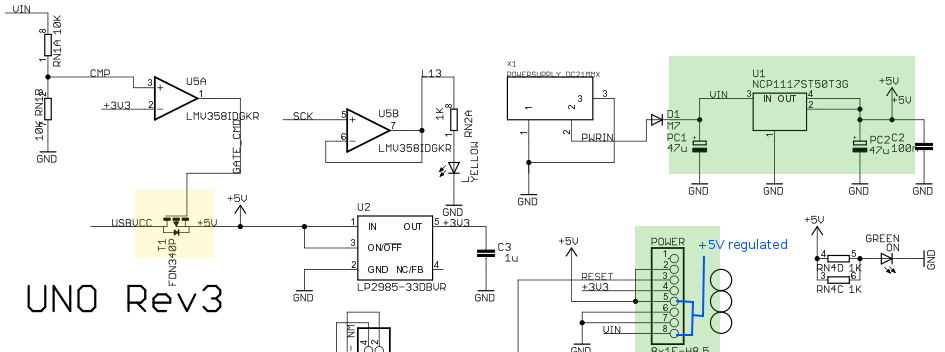 VIN
RN1A 10K
8
1
CMP
10K RN1B
GND
+3V3
3
2
1
U5A
LMV358IDGKR
GATE_CMD
USBVCC
+5V
T1
FDN340P
+5V
UNO Rev3
SCK
5
6
7
U5B
LMV358IDGKR
L13
1K
8
1
RN2A
L
YELLOW
GND
U2
1
3
2
IN
ON/OFF
GND
OUT
NC/FB
5
4
+3V3
LP2985-33DBVR
GND
C3
1u
GND
NM
4
2
X1
POWERSUPPLY_DC21MMX
1
2
3
1
2
3
PWRIN
GND
D1
M7
VIN
PC1
47u
GND
U1
NCP1117ST50T3G
3
IN
OUT
4
2
1
GND
+5V
+5V
PC2
47u
GND
C2
100n
GND
+5V
POWER
+5V regulated
1
2
3
4
5
6
7
8
RESET
+3V3
VIN
GND
8x1F-H8.5
+5V
4
5
RN4D 1K
3
6
RN4C 1K
GREEN
ON
GND